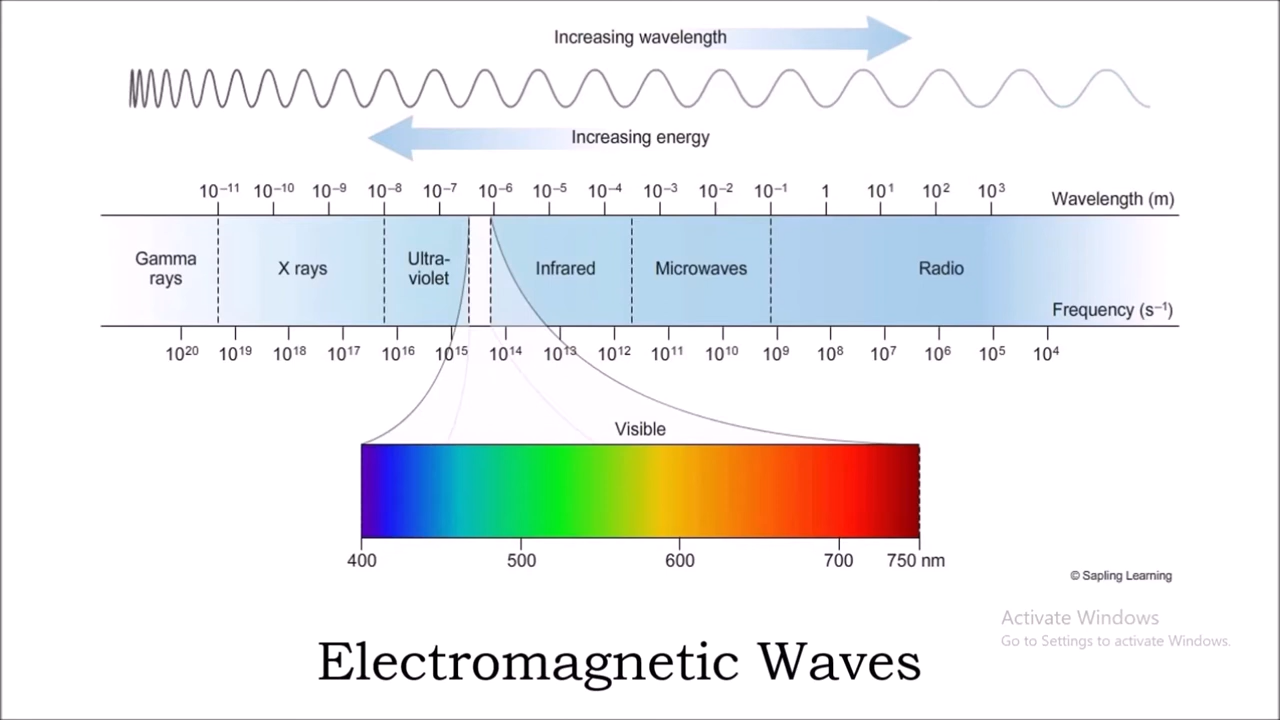 Increasing wavelength
Increasing energy
10⁻¹¹ 10⁻¹⁰ 10⁻⁹ 10⁻⁸ 10⁻⁷ 10⁻⁶ 10⁻⁵ 10⁻⁴ 10⁻³ 10⁻² 10⁻¹ 1 10¹ 10² 10³ Wavelength (m)
Gamma
rays
X rays
Ultra-
violet
Infrared
Microwaves
Radio
Frequency (s⁻¹)
10²⁰ 10¹⁹ 10¹⁸ 10¹⁷ 10¹⁶ 10¹⁵ 10¹⁴ 10¹³ 10¹² 10¹¹ 10¹⁰ 10⁹ 10⁸ 10⁷ 10⁶ 10⁵ 10⁴
Visible
400 500 600 700 750 nm
© Sapling Learning
Activate Windows
Go to Settings to activate Windows.
Electromagnetic Waves